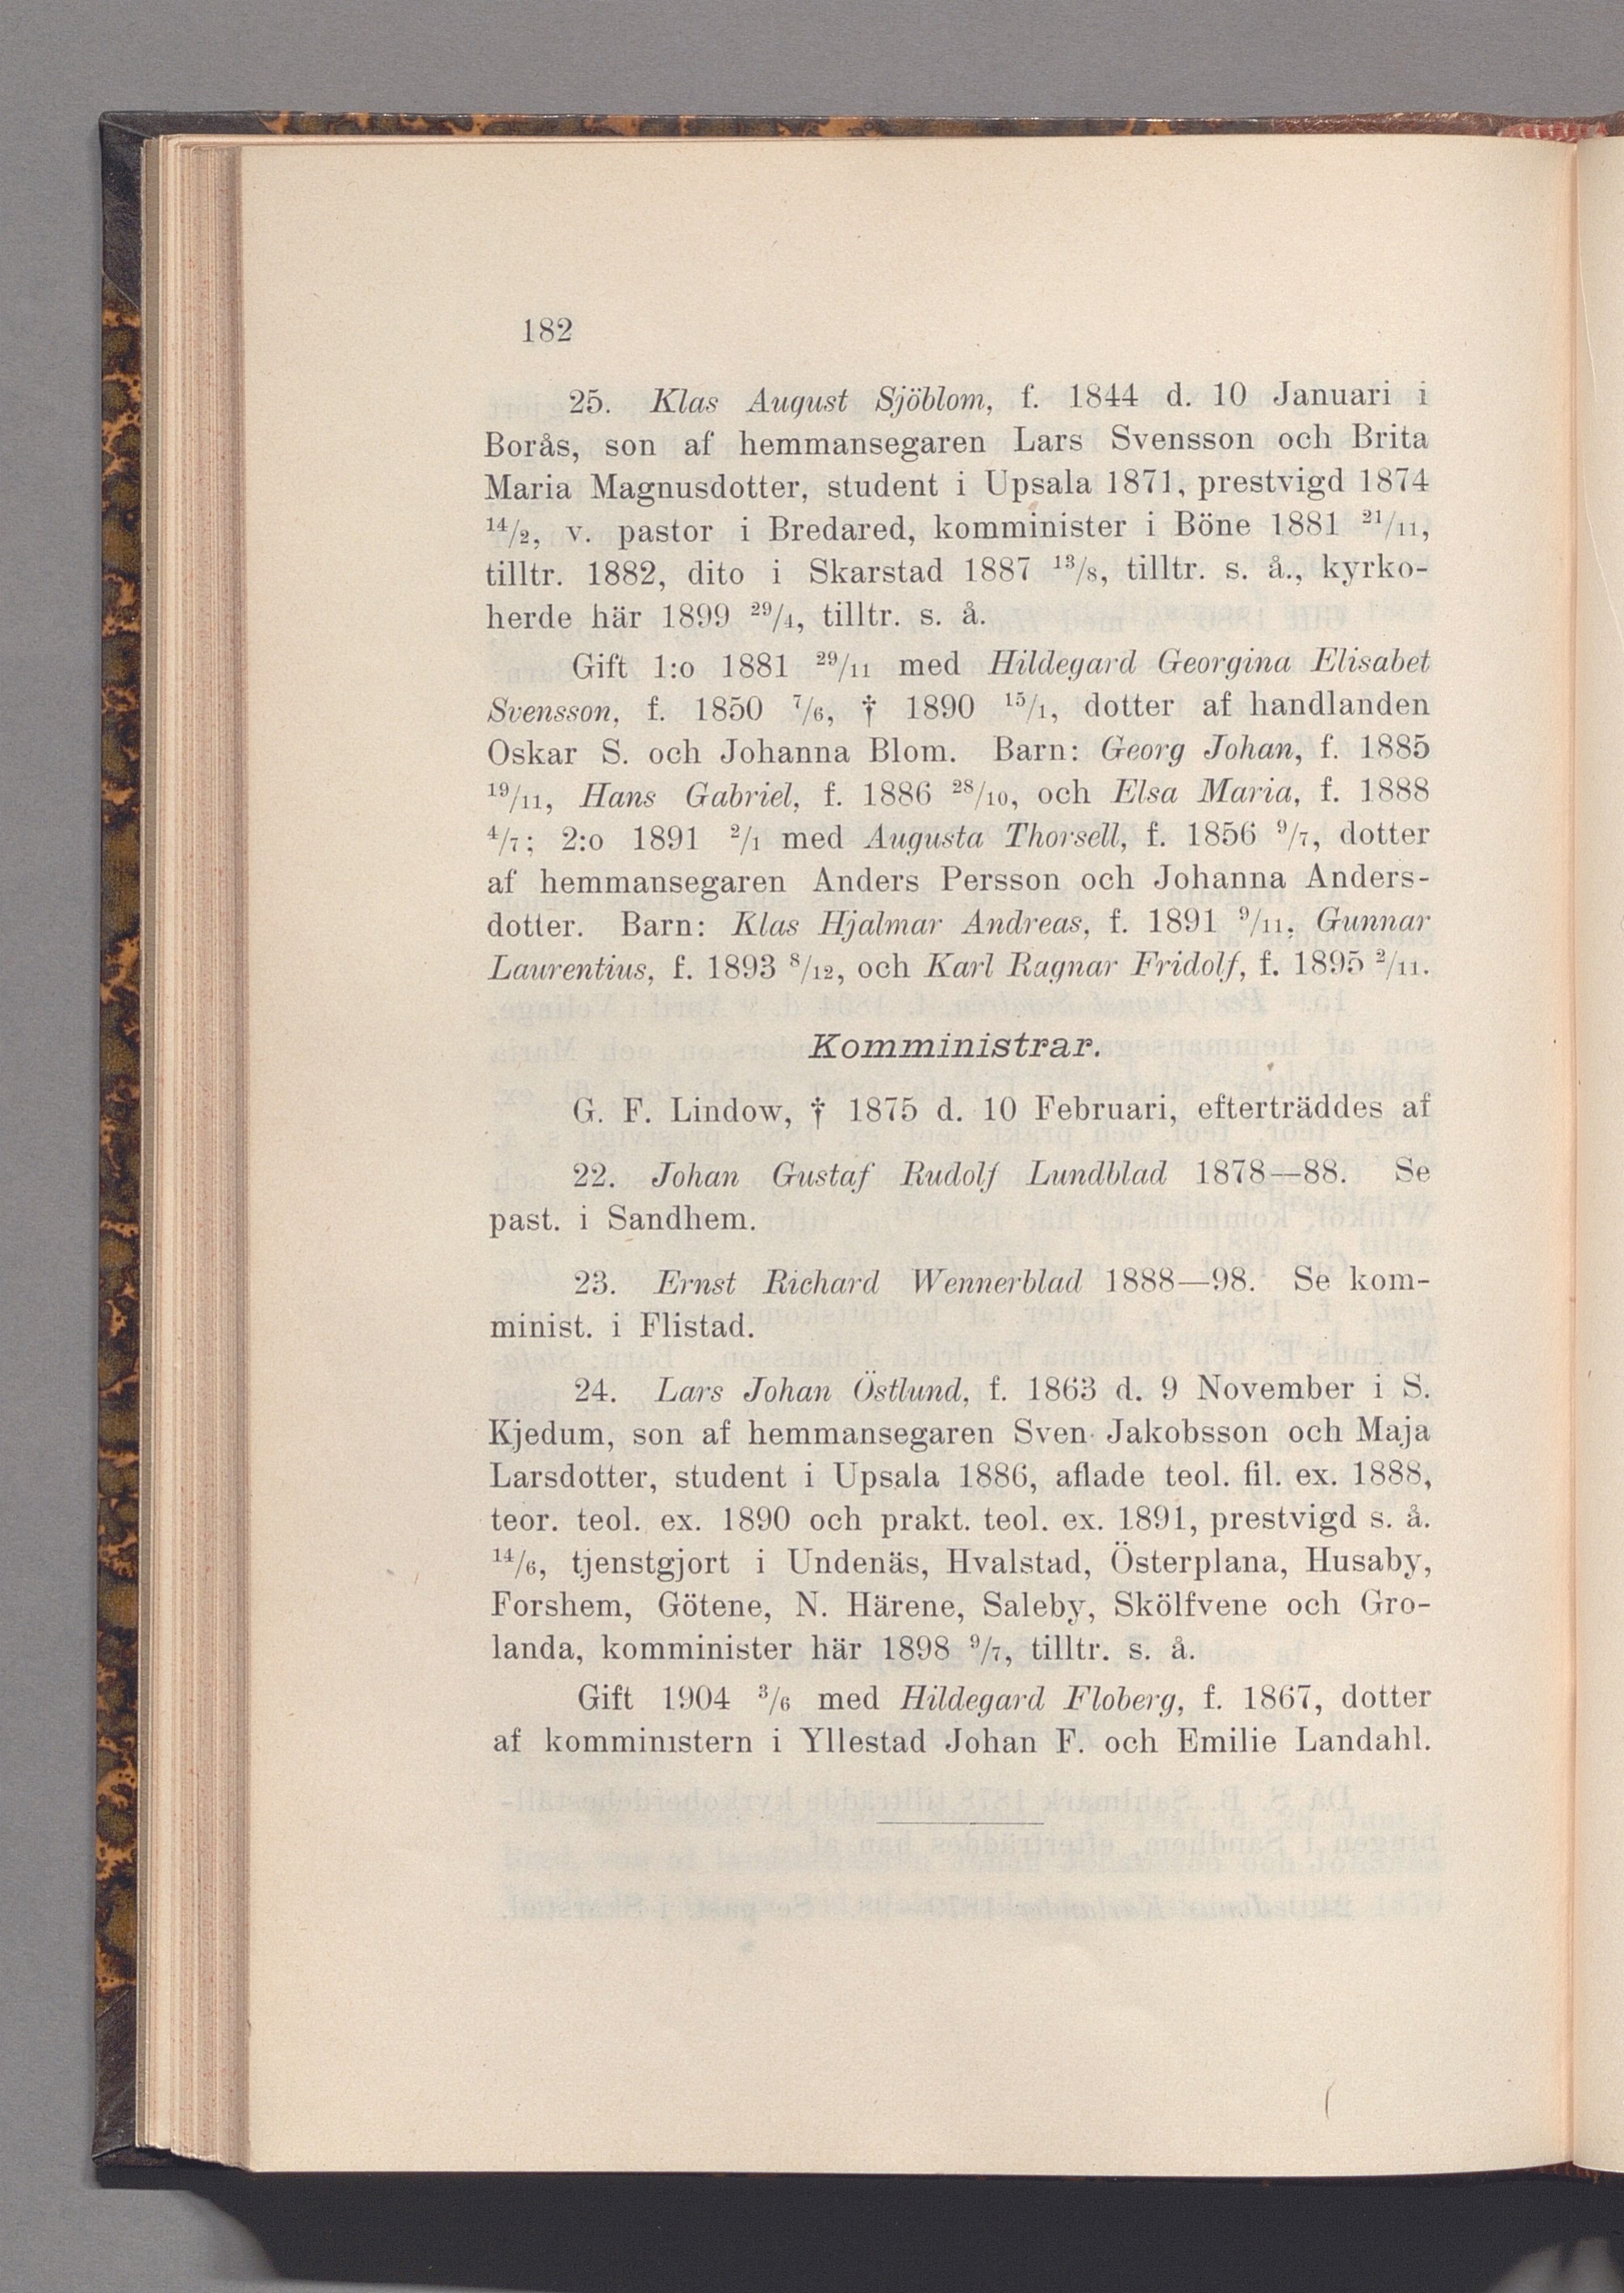 182
25. Klas August Sjöblom, f. 1844 d. 10 Januari i
Borås, son af hemmansegaren Lars Svensson och Brita
Maria Magnusdotter, student i Upsala 1871, prestvigd 1874
14/2, v. pastor i Bredared, komminister i Böne 1881 21/11,
tilltr. 1882, dito i Skarstad 1887 13/8, tilltr. s. å., kyrko-
herde här 1899 29/4, tilltr. s. å.
Gift 1:o 1881 29/11 med Hildegard Georgina Elisabet
Svensson, f. 1850 7/6, † 1890 15/1, dotter af handlanden
Oskar S. och Johanna Blom. Barn: Georg Johan, f. 1885
19/11, Hans Gabriel, f. 1886 28/10, och Elsa Maria, f. 1888
4/7; 2:o 1891 2/1 med Augusta Thorsell, f. 1856 9/7, dotter
af hemmansegaren Anders Persson och Johanna Anders-
dotter. Barn: Klas Hjalmar Andreas, f. 1891 9/11, Gunnar
Laurentius, f. 1893 8/12, och Karl Ragnar Fridolf, f. 1895 2/11.
Komministrar.
G. F. Lindow, † 1875 d. 10 Februari, efterträddes af
22. Johan Gustaf Rudolf Lundblad 1878—88. Se
past. i Sandhem.
23. Ernst Richard Wennerblad 1888—98. Se kom-
minist. i Flistad.
24. Lars Johan Östlund, f. 1863 d. 9 November i S.
Kjedum, son af hemmansegaren Sven Jakobsson och Maja
Larsdotter, student i Upsala 1886, aflade teol. fil. ex. 1888,
teor. teol. ex. 1890 och prakt. teol. ex. 1891, prestvigd s. å.
14/6, tjenstgjort i Undenäs, Hvalstad, Österplana, Husaby,
Forshem, Götene, N. Härene, Saleby, Skölfvene och Gro-
landa, komminister här 1898 9/7, tilltr. s. å.
Gift 1904 3/6 med Hildegard Floberg, f. 1867, dotter
af komministern i Yllestad Johan F. och Emilie Landahl.